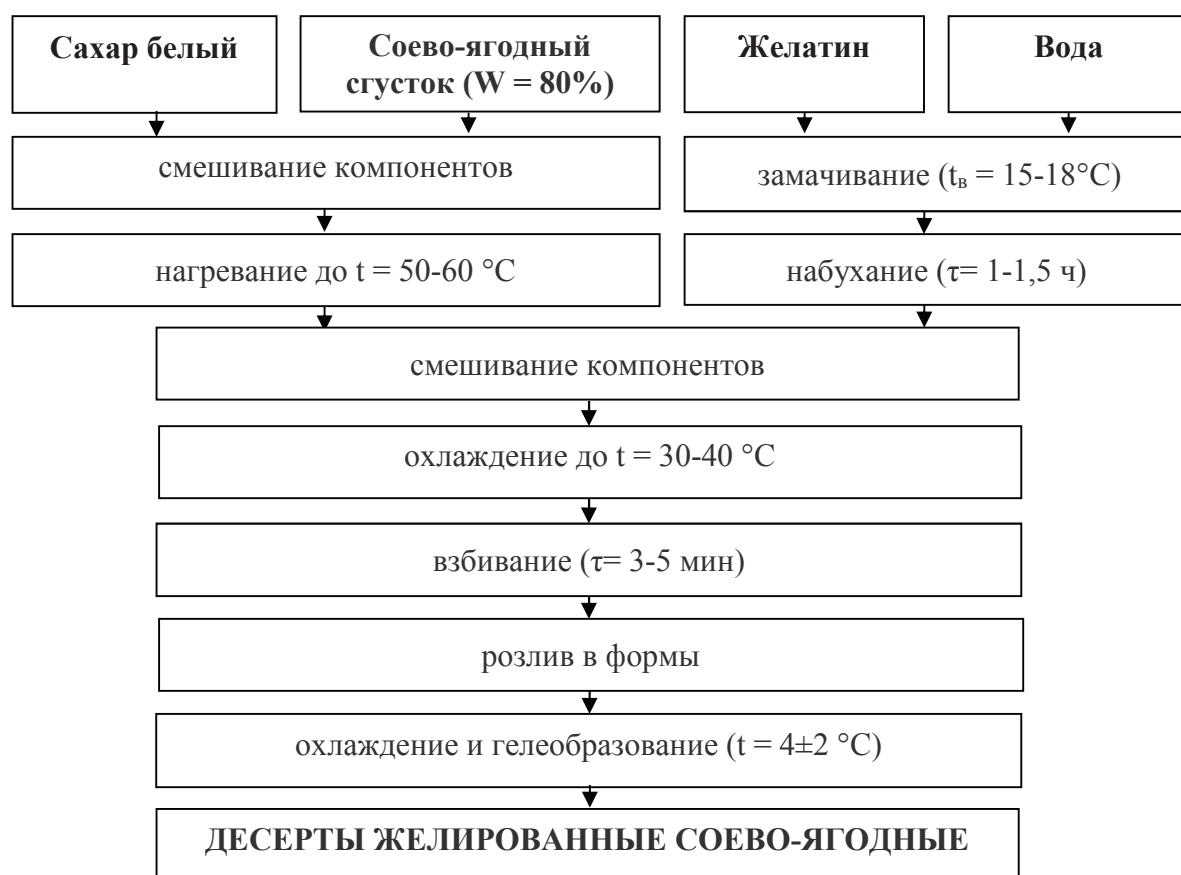 Сахар белый
Соево-ягодный
сгусток (W = 80%)
Желатин
Вода
смешивание компонентов
замачивание (tв = 15-18°C)
нагревание до t = 50-60 °C
набухание (τ= 1-1,5 ч)
смешивание компонентов
охлаждение до t = 30-40 °C
взбивание (τ= 3-5 мин)
розлив в формы
охлаждение и гелеобразование (t = 4±2 °C)
ДЕСЕРТЫ ЖЕЛИРОВАННЫЕ СОЕВО-ЯГОДНЫЕ